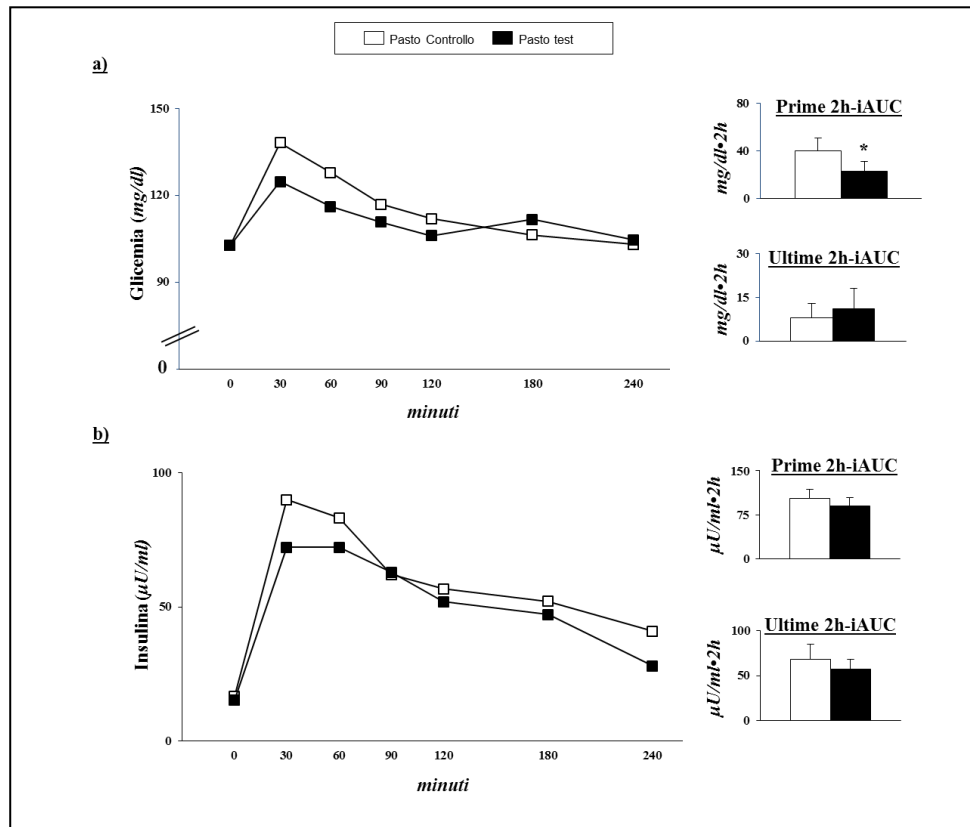 Pasto Controllo Pasto test
a)
150
120
90
0
Glicemia (mg/dl)
0 30 60 90 120 180 240
minuti
Prime 2h-iAUC
80
40
0
mg/dl•2h
*
Ultime 2h-iAUC
30
15
0
mg/dl•2h
b)
100
50
0
Insulina (µU/ml)
0 30 60 90 120 180 240
minuti
Prime 2h-iAUC
150
75
0
µU/ml•2h
Ultime 2h-iAUC
100
50
0
µU/ml•2h